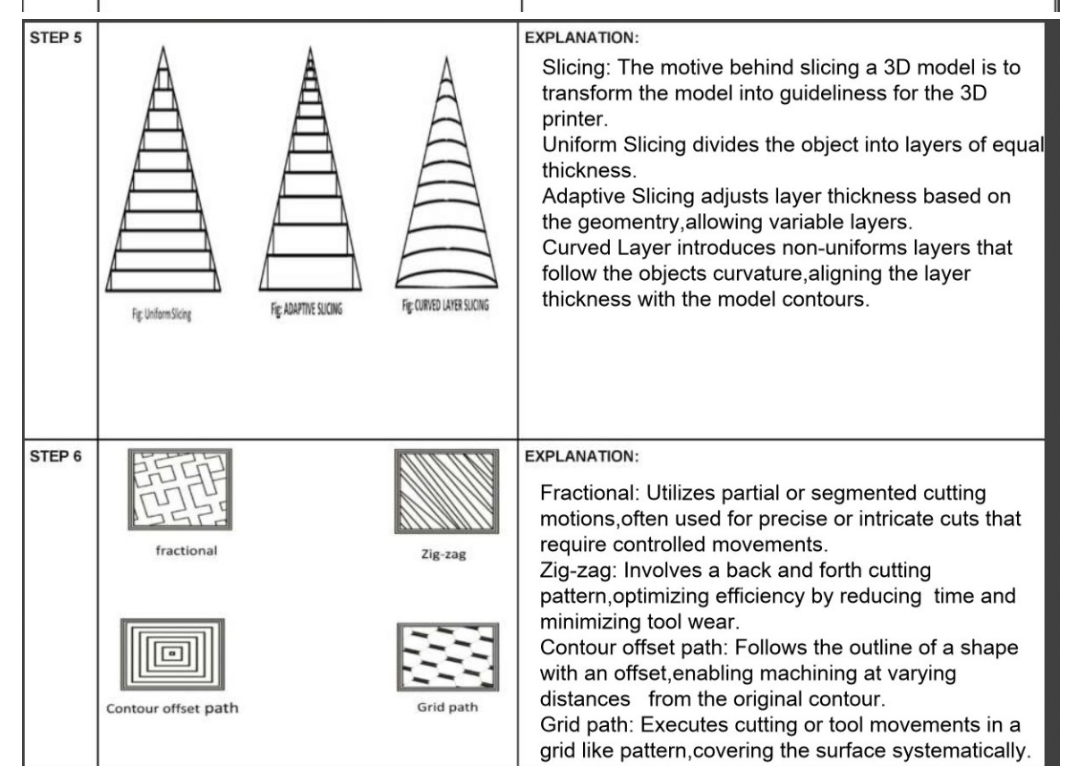 STEP 5
Fig: Uniform Slicing
Fig: ADAPTIVE SLICING
Fig: CURVED LAYER SLICING
EXPLANATION:
Slicing: The motive behind slicing a 3D model is to
transform the model into guideliness for the 3D
printer.
Uniform Slicing divides the object into layers of equal
thickness.
Adaptive Slicing adjusts layer thickness based on
the geomentry,allowing variable layers.
Curved Layer introduces non-uniforms layers that
follow the objects curvature,aligning the layer
thickness with the model contours.
STEP 6
fractional
Zig-zag
Contour offset path
Grid path
EXPLANATION:
Fractional: Utilizes partial or segmented cutting
motions,often used for precise or intricate cuts that
require controlled movements.
Zig-zag: Involves a back and forth cutting
pattern,optimizing efficiency by reducing  time and
minimizing tool wear.
Contour offset path: Follows the outline of a shape
with an offset,enabling machining at varying
distances   from the original contour.
Grid path: Executes cutting or tool movements in a
grid like pattern,covering the surface systematically.